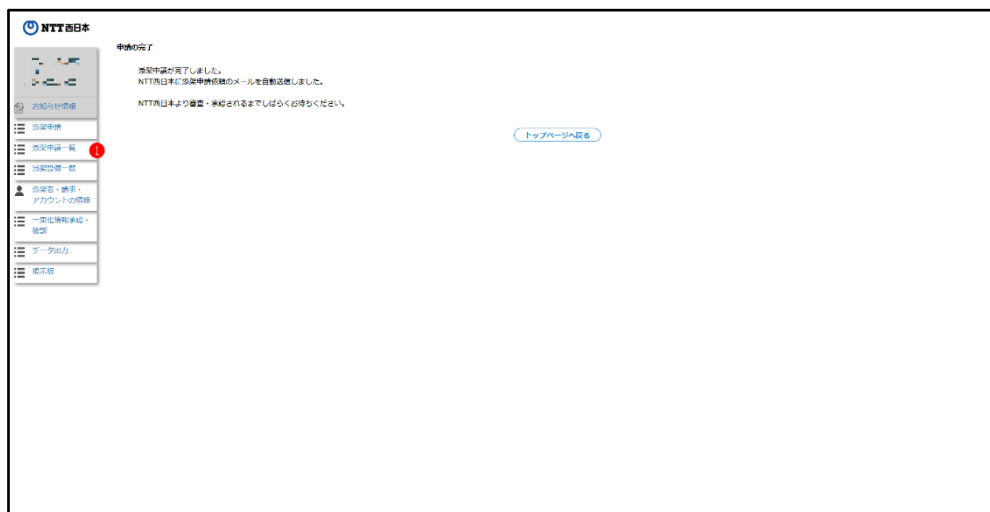 NTT西日本
申請の完了
添架申請が完了しました。
NTT西日本に添架申請依頼のメールを自動送信しました。
NTT西日本より審査・承認されるまでしばらくお待ちください。
トップページへ戻る
お知らせ情報
添架申請
添架申請一覧
1
添架設備一覧
添架者・請求・
アカウントの情報
一束化情報承認・
確認
データ出力
掲示板